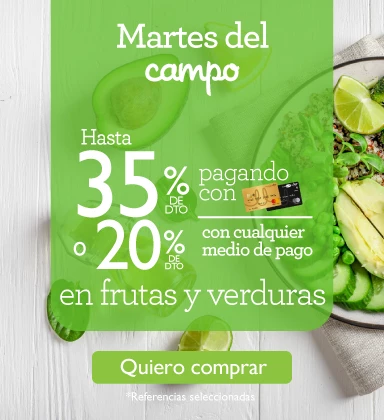 Martes del
campo
Hasta
35% DE DTO
pagando
con
o 20% DE DTO
con cualquier
medio de pago
en frutas y verduras
Quiero comprar
*Referencias seleccionadas